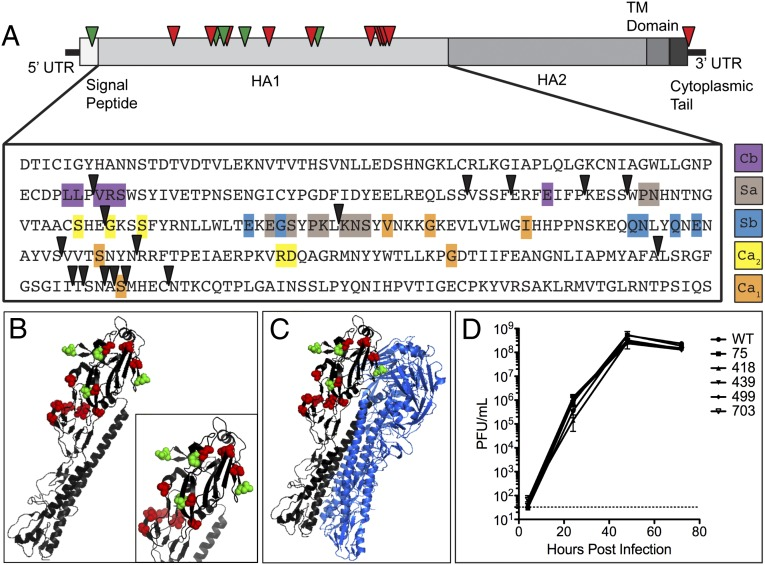 A
TM
Domain
5' UTR
3' UTR
Signal
Peptide
HA1
HA2
Cytoplasmic
Tail
DTICIGYHANNSTDTVDTVLEKNVTVTHSVNLLEDSHNGKLCRLKGIAPLQLGKCNIAGWLLGNP
ECDPLLPVRSWSYIVETPNSENGICYPGDFIDYEELREQLSSVSSFERFEIFPKESSWPNHNTNG
VTAACSHEGKSSFYRNLLWLTEKEGSYPKLKNSYVNKKGKEVLVLWGIHHPPNSKEQQNLYQNEN
AYVSVVTSNYNRRFTPEIAERPKVRDQAGRMNYYWTLLKPGDTIIFEANGNLIAPMYAFALSRGF
GSGIITSNASMHECNTKCQTPLGAINSSLPYQNIHPVTIGECPKYVRSAKLRMVTGLRNTPSIQS
Cb
Sa
Sb
Ca2
Ca1
B
C
D
PFU/mL
10^9
10^8
10^7
10^6
10^5
10^4
10^3
10^2
10^1
0 20 40 60 80
Hours Post Infection
WT
75
418
439
499
703